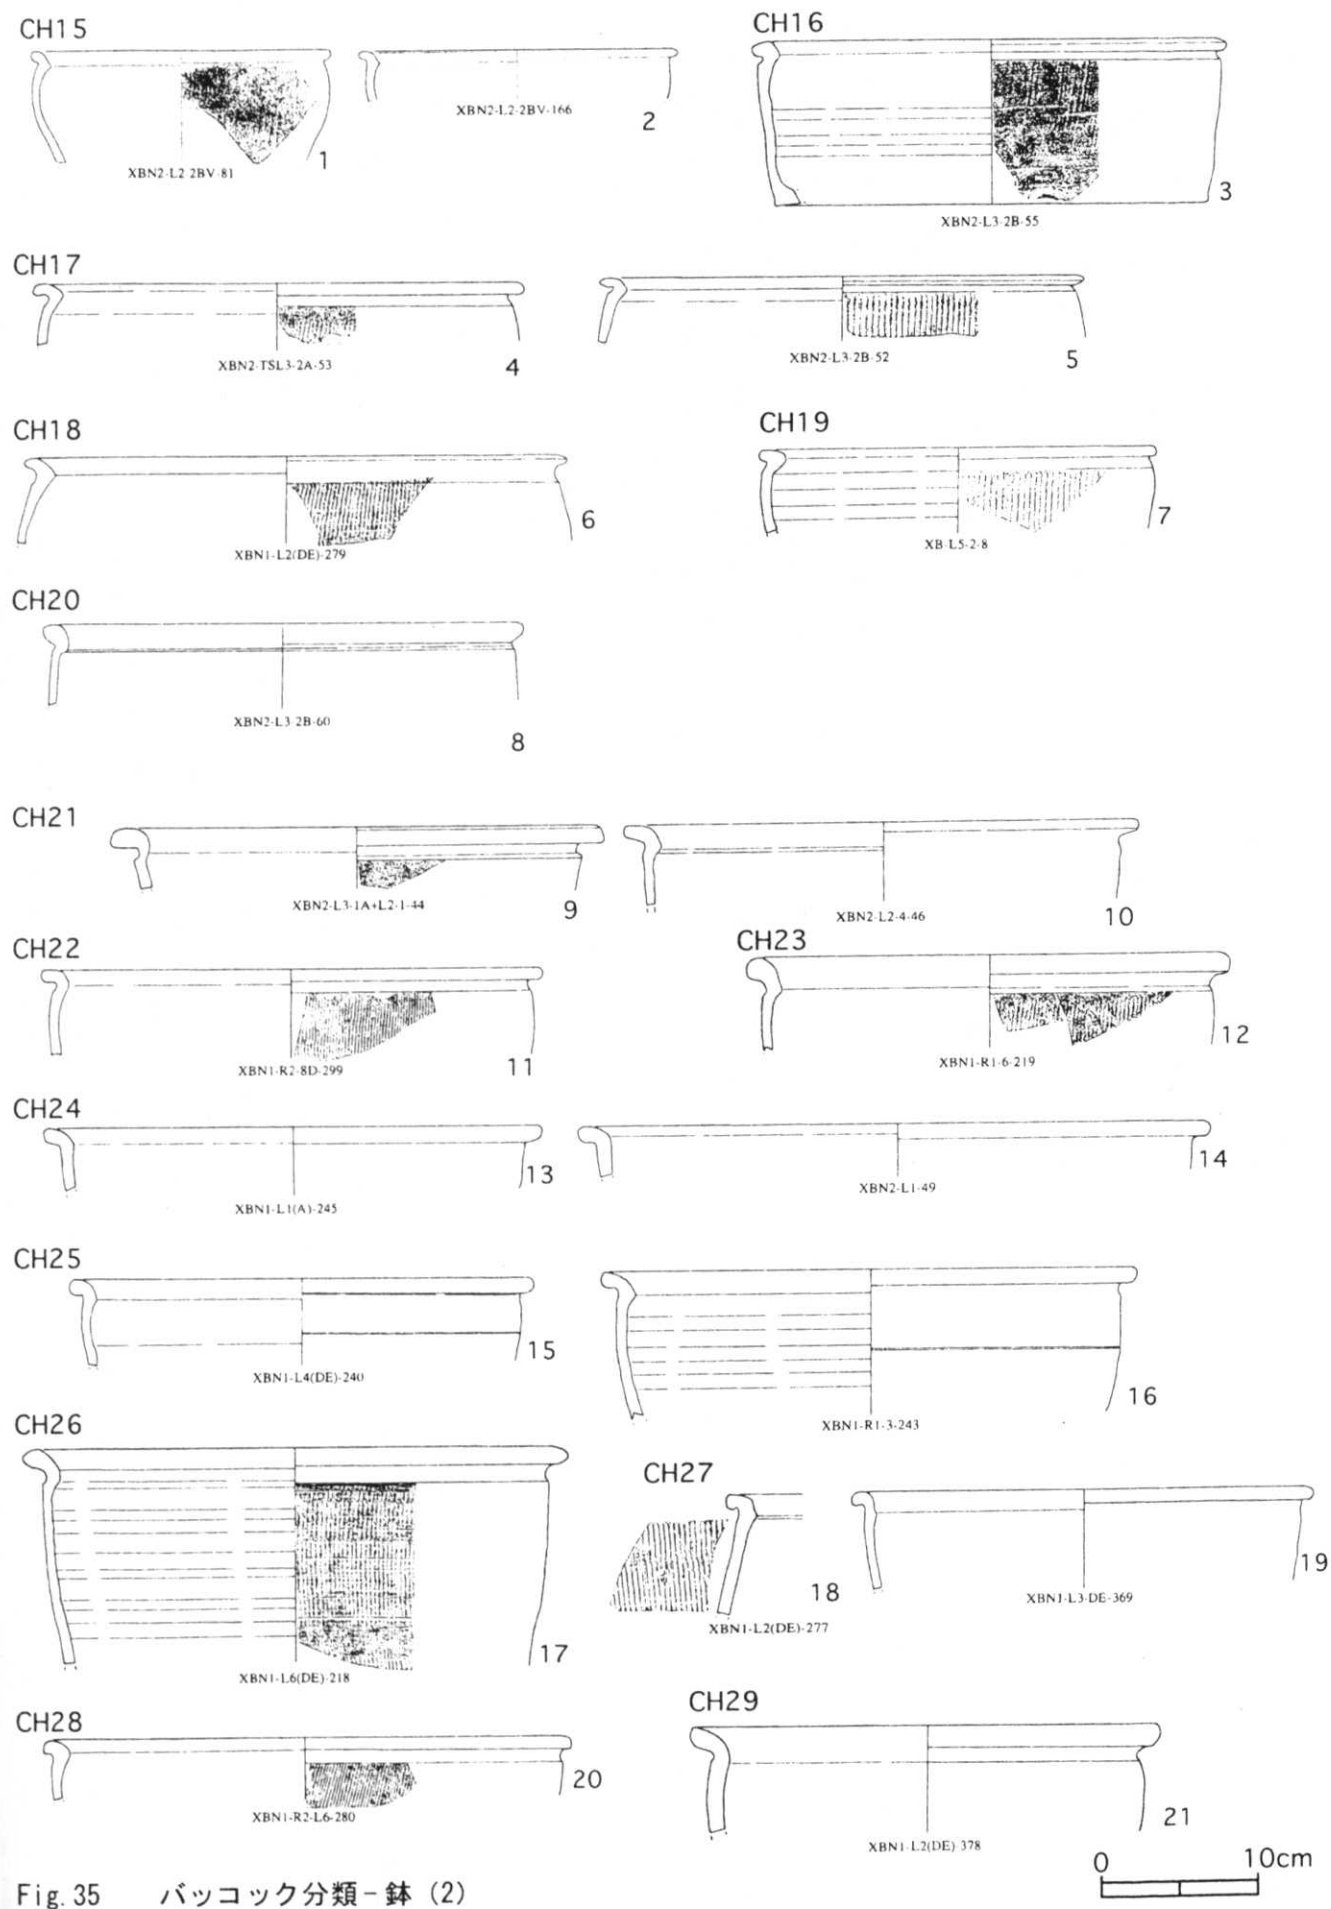 CH15
XBN2-L2 2BV-81
1
XBN2-L2-2BV-166
2
CH16
XBN2-L3-2B-55
3
CH17
XBN2-TSL3-2A-53
4
XBN2-L3-2B-52
5
CH18
XBN1-L2(DE)-279
6
CH19
XB-L5-2-8
7
CH20
XBN2-L3-2B-60
8
CH21
XBN2-L3-1A+L2-1-44
9
XBN2-L2-4-46
10
CH22
XBN1-R2-8D-299
11
CH23
XBN1-R1-6-219
12
CH24
XBN1-L1(A)-245
13
XBN2-L1-49
14
CH25
XBN1-L4(DE)-240
15
XBN1-R1-3-243
16
CH26
XBN1-L6(DE)-218
17
CH27
XBN1-L2(DE)-277
18
XBN1-L3-DE-369
19
CH28
XBN1-R2-L6-280
20
CH29
XBN1-L2(DE)-378
21
0 10cm
Fig. 35 バッコック分類-鉢 (2)